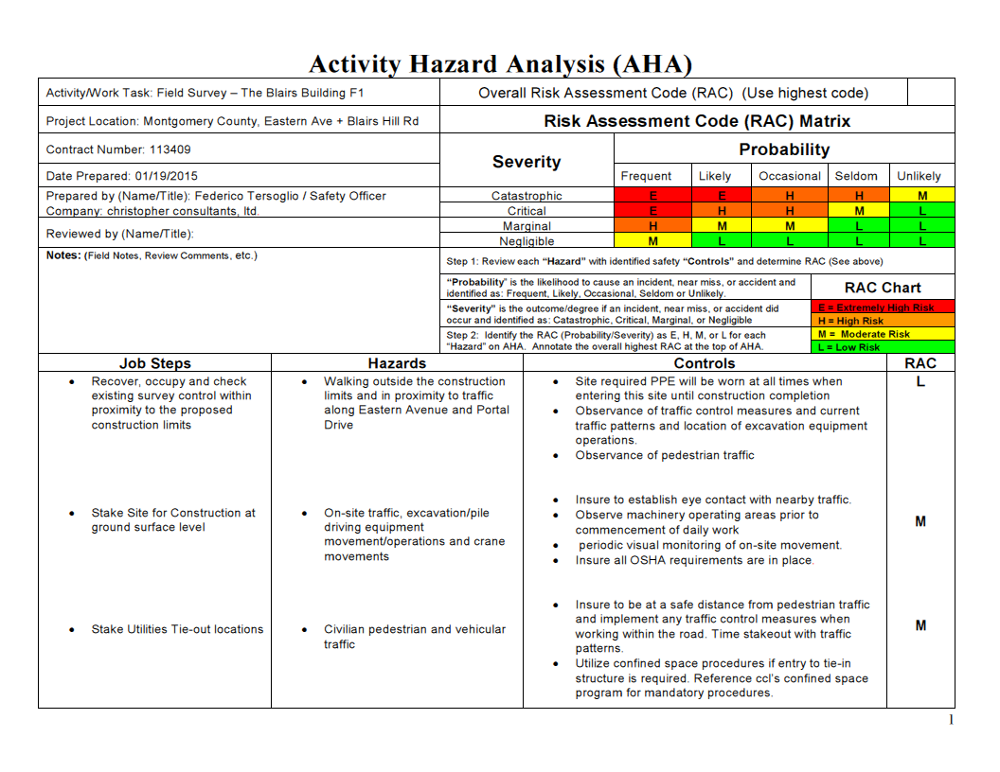 Activity Hazard Analysis (AHA)
Activity/Work Task: Field Survey – The Blairs Building F1
Overall Risk Assessment Code (RAC) (Use highest code)
Project Location: Montgomery County, Eastern Ave + Blairs Hill Rd
Risk Assessment Code (RAC) Matrix
Contract Number: 113409
Severity
Probability
Date Prepared: 01/19/2015
Frequent Likely Occasional Seldom Unlikely
Prepared by (Name/Title): Federico Tersoglio / Safety Officer
Company: christopher consultants, ltd.
Catastrophic E E H H M
Critical E H H M L
Reviewed by (Name/Title):
Marginal H M M L L
Negligible M L L L L
Notes: (Field Notes, Review Comments, etc.)
Step 1: Review each “Hazard” with identified safety “Controls” and determine RAC (See above)
“Probability” is the likelihood to cause an incident, near miss, or accident and
identified as: Frequent, Likely, Occasional, Seldom or Unlikely.
RAC Chart
“Severity” is the outcome/degree if an incident, near miss, or accident did
occur and identified as: Catastrophic, Critical, Marginal, or Negligible
E = Extremely High Risk
H = High Risk
Step 2: Identify the RAC (Probability/Severity) as E, H, M, or L for each
“Hazard” on AHA. Annotate the overall highest RAC at the top of AHA.
M = Moderate Risk
L = Low Risk
Job Steps
Hazards
Controls
RAC
• Recover, occupy and check
existing survey control within
proximity to the proposed
construction limits
• Walking outside the construction
limits and in proximity to traffic
along Eastern Avenue and Portal
Drive
• Site required PPE will be worn at all times when
entering this site until construction completion
• Observance of traffic control measures and current
traffic patterns and location of excavation equipment
operations.
• Observance of pedestrian traffic
L
• Stake Site for Construction at
ground surface level
• On-site traffic, excavation/pile
driving equipment
movement/operations and crane
movements
• Insure to establish eye contact with nearby traffic.
• Observe machinery operating areas prior to
commencement of daily work
• periodic visual monitoring of on-site movement.
• Insure all OSHA requirements are in place.
M
• Stake Utilities Tie-out locations
• Civilian pedestrian and vehicular
traffic
• Insure to be at a safe distance from pedestrian traffic
and implement any traffic control measures when
working within the road. Time stakeout with traffic
patterns.
• Utilize confined space procedures if entry to tie-in
structure is required. Reference ccl’s confined space
program for mandatory procedures.
M
1